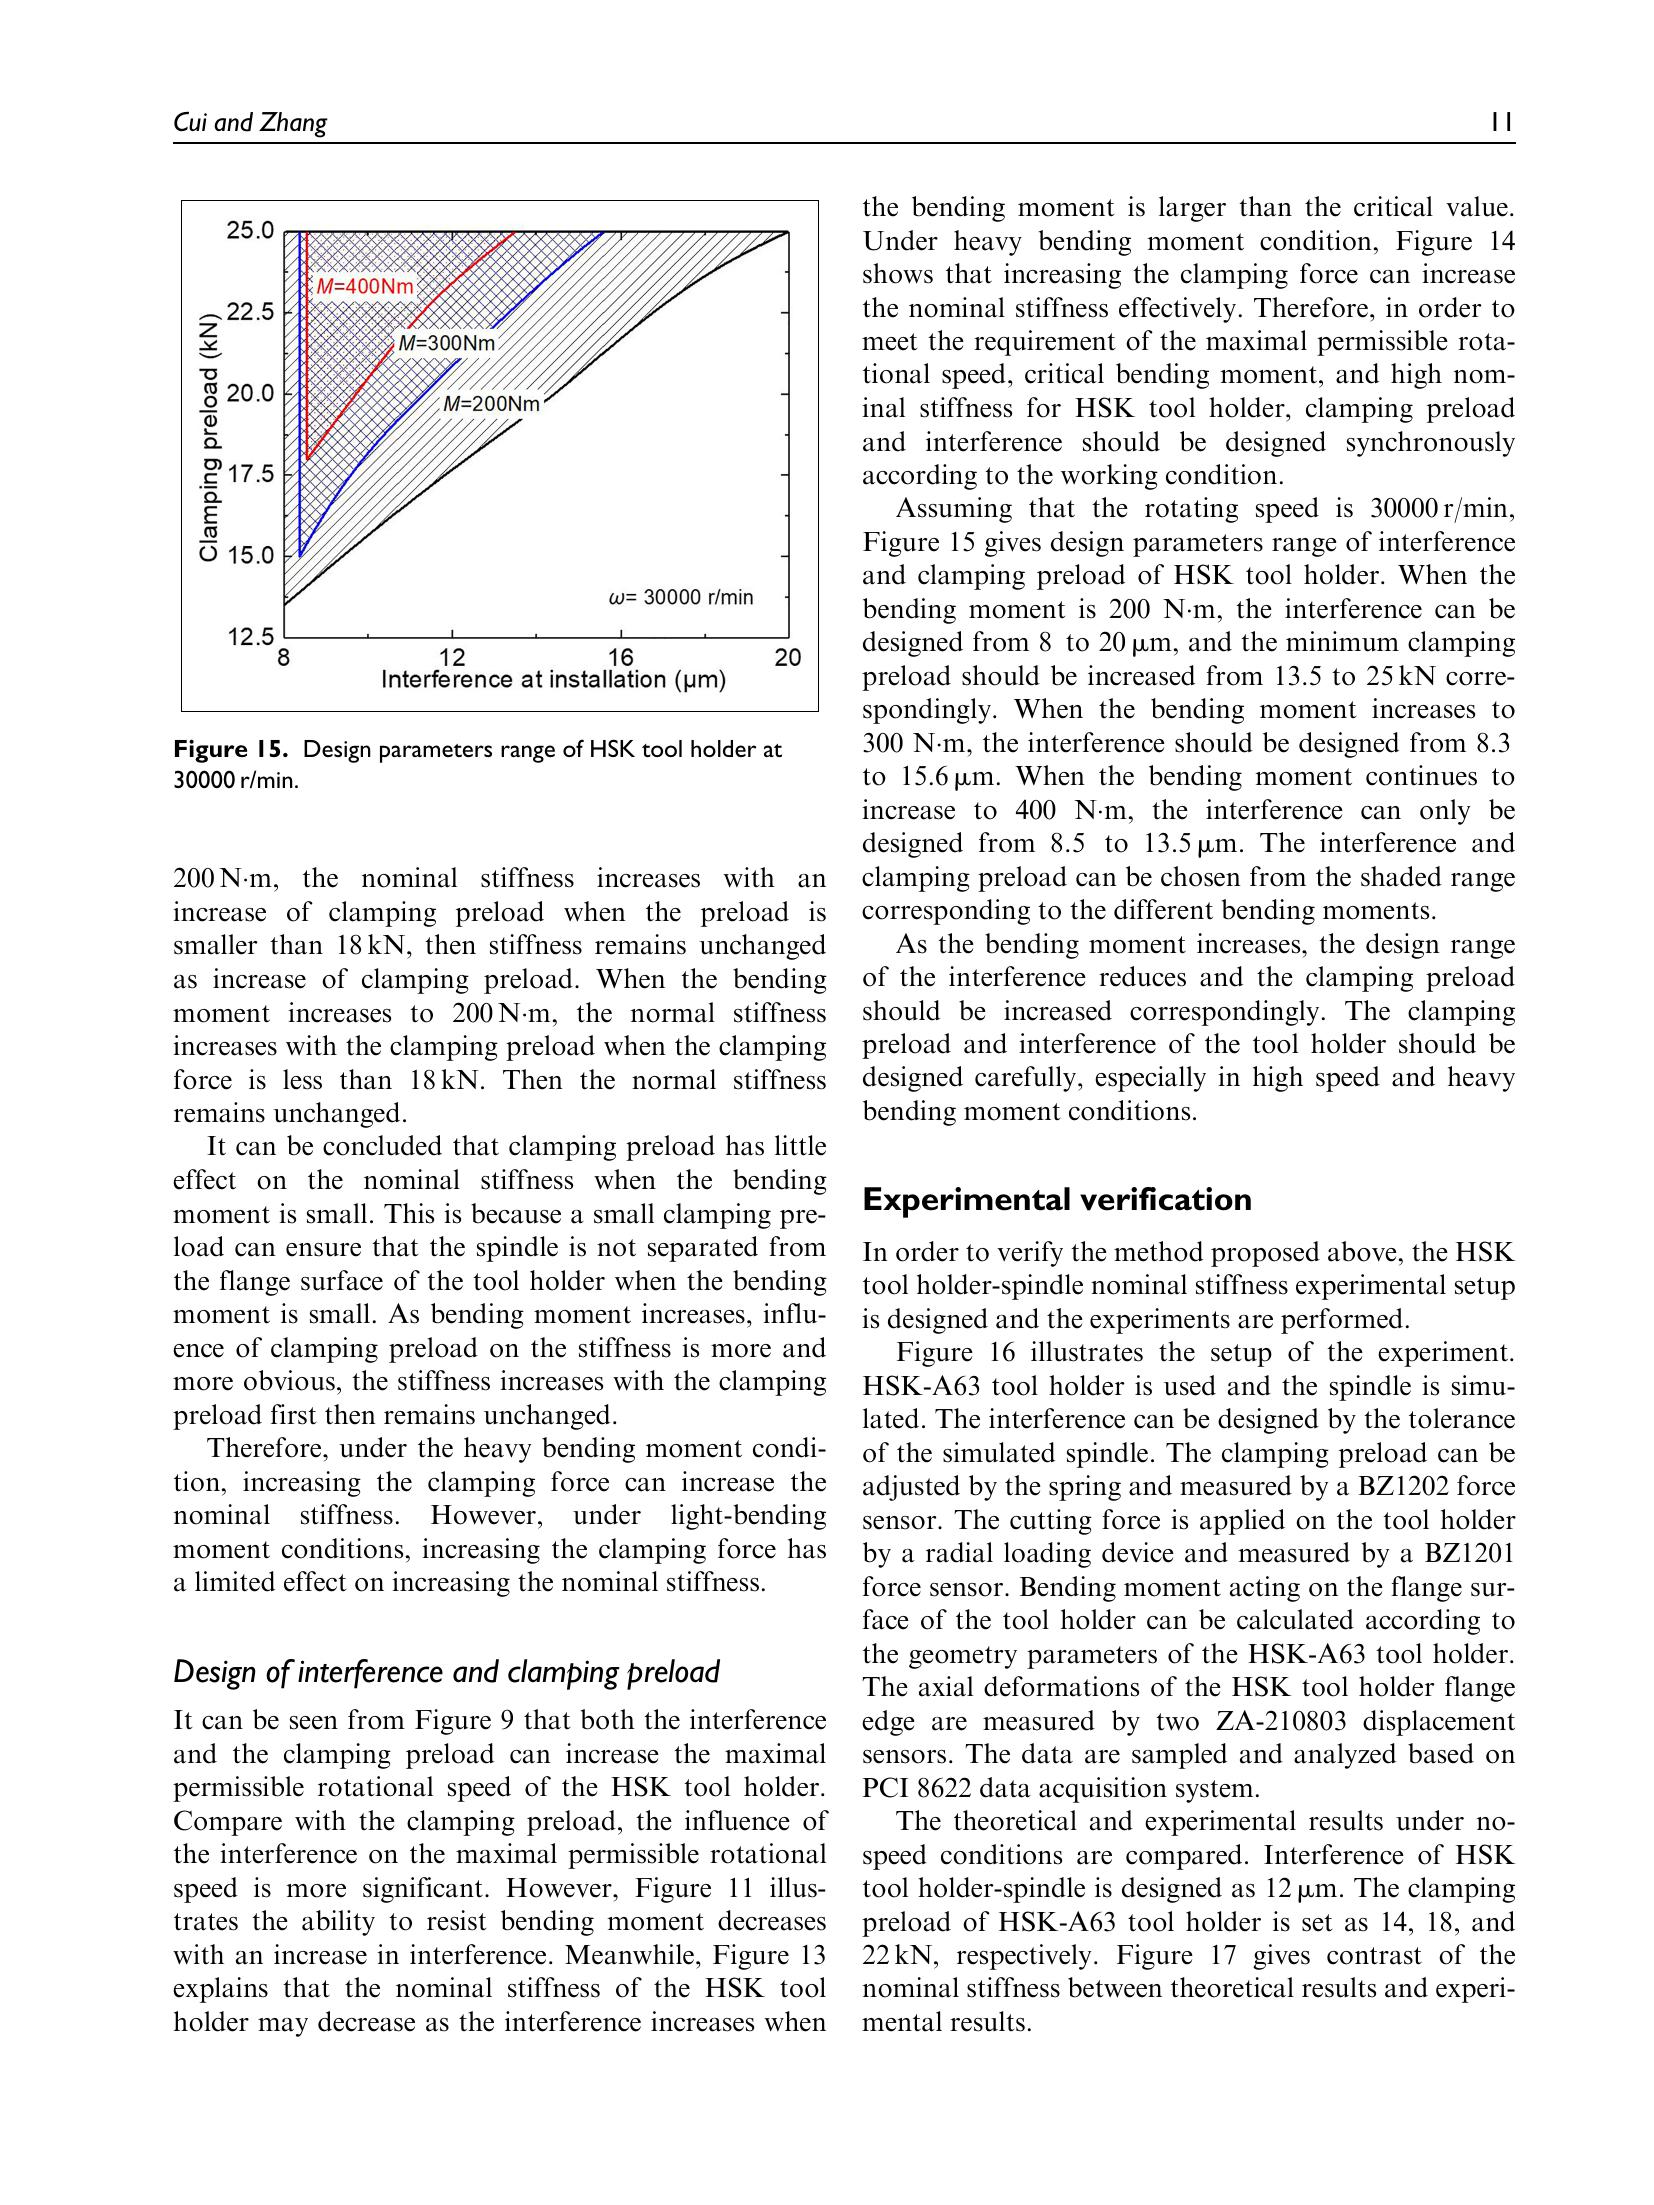 Cui and Zhang 11
25.0
22.5
20.0
17.5
15.0
12.5
Clamping preload (kN)
M=400Nm
M=300Nm
M=200Nm
ω= 30000 r/min
8 12 16 20
Interference at installation (μm)
Figure 15. Design parameters range of HSK tool holder at
30000 r/min.
200 N·m, the nominal stiffness increases with an
increase of clamping preload when the preload is
smaller than 18 kN, then stiffness remains unchanged
as increase of clamping preload. When the bending
moment increases to 200 N·m, the normal stiffness
increases with the clamping preload when the clamping
force is less than 18 kN. Then the normal stiffness
remains unchanged.
It can be concluded that clamping preload has little
effect on the nominal stiffness when the bending
moment is small. This is because a small clamping pre-
load can ensure that the spindle is not separated from
the flange surface of the tool holder when the bending
moment is small. As bending moment increases, influ-
ence of clamping preload on the stiffness is more and
more obvious, the stiffness increases with the clamping
preload first then remains unchanged.
Therefore, under the heavy bending moment condi-
tion, increasing the clamping force can increase the
nominal stiffness. However, under light-bending
moment conditions, increasing the clamping force has
a limited effect on increasing the nominal stiffness.
Design of interference and clamping preload
It can be seen from Figure 9 that both the interference
and the clamping preload can increase the maximal
permissible rotational speed of the HSK tool holder.
Compare with the clamping preload, the influence of
the interference on the maximal permissible rotational
speed is more significant. However, Figure 11 illus-
trates the ability to resist bending moment decreases
with an increase in interference. Meanwhile, Figure 13
explains that the nominal stiffness of the HSK tool
holder may decrease as the interference increases when
the bending moment is larger than the critical value.
Under heavy bending moment condition, Figure 14
shows that increasing the clamping force can increase
the nominal stiffness effectively. Therefore, in order to
meet the requirement of the maximal permissible rota-
tional speed, critical bending moment, and high nom-
inal stiffness for HSK tool holder, clamping preload
and interference should be designed synchronously
according to the working condition.
Assuming that the rotating speed is 30000 r/min,
Figure 15 gives design parameters range of interference
and clamping preload of HSK tool holder. When the
bending moment is 200 N·m, the interference can be
designed from 8 to 20 μm, and the minimum clamping
preload should be increased from 13.5 to 25 kN corre-
spondingly. When the bending moment increases to
300 N·m, the interference should be designed from 8.3
to 15.6 μm. When the bending moment continues to
increase to 400 N·m, the interference can only be
designed from 8.5 to 13.5 μm. The interference and
clamping preload can be chosen from the shaded range
corresponding to the different bending moments.
As the bending moment increases, the design range
of the interference reduces and the clamping preload
should be increased correspondingly. The clamping
preload and interference of the tool holder should be
designed carefully, especially in high speed and heavy
bending moment conditions.
Experimental verification
In order to verify the method proposed above, the HSK
tool holder-spindle nominal stiffness experimental setup
is designed and the experiments are performed.
Figure 16 illustrates the setup of the experiment.
HSK-A63 tool holder is used and the spindle is simu-
lated. The interference can be designed by the tolerance
of the simulated spindle. The clamping preload can be
adjusted by the spring and measured by a BZ1202 force
sensor. The cutting force is applied on the tool holder
by a radial loading device and measured by a BZ1201
force sensor. Bending moment acting on the flange sur-
face of the tool holder can be calculated according to
the geometry parameters of the HSK-A63 tool holder.
The axial deformations of the HSK tool holder flange
edge are measured by two ZA-210803 displacement
sensors. The data are sampled and analyzed based on
PCI 8622 data acquisition system.
The theoretical and experimental results under no-
speed conditions are compared. Interference of HSK
tool holder-spindle is designed as 12 μm. The clamping
preload of HSK-A63 tool holder is set as 14, 18, and
22 kN, respectively. Figure 17 gives contrast of the
nominal stiffness between theoretical results and experi-
mental results.